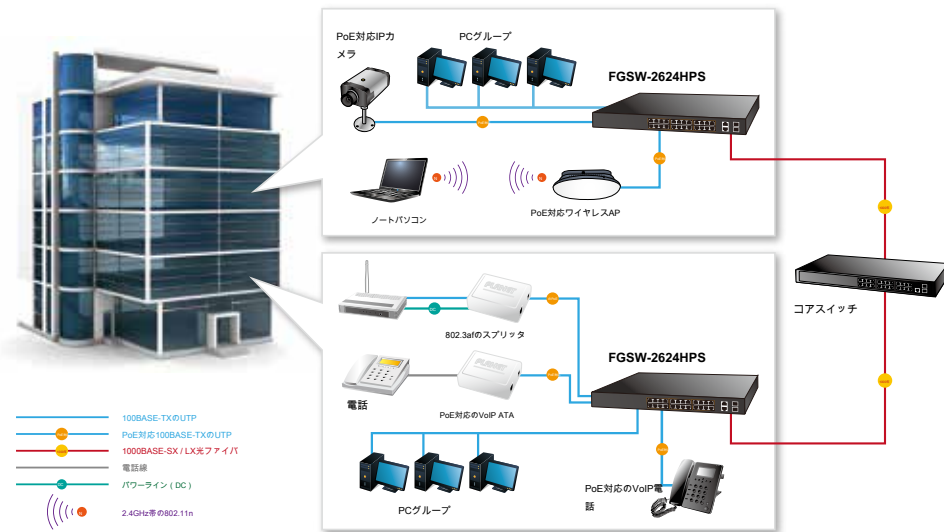 PoE対応IPカ
メラ
PCグループ
FGSW-2624HPS
ノートパソコン
PoE対応ワイヤレスAP
コアスイッチ
PLANET
802.3afのスプリッタ
DC
FGSW-2624HPS
電話
PLANET
PoE対応のVoIP ATA
PCグループ
PoE対応のVoIP電
話
100BASE-TXのUTP
PoE対応100BASE-TXのUTP
1000BASE-SX / LX光ファイバ
電話線
DC
パワーライン ( DC )
2.4GHz帯の802.11n